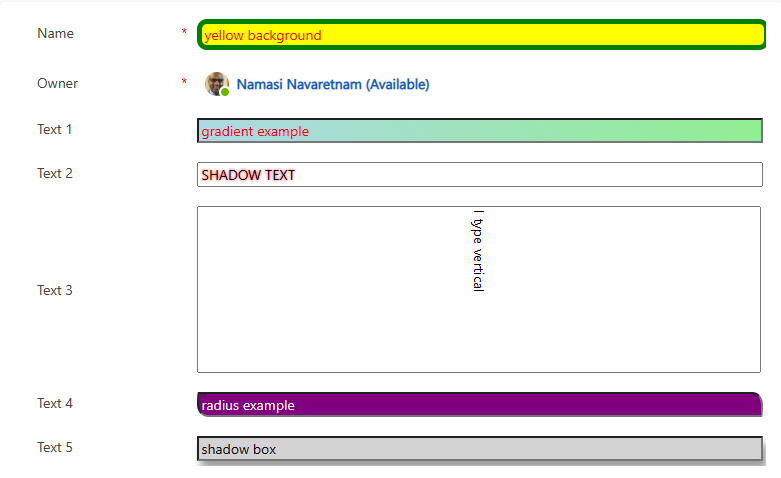 Name * yellow background
Owner * Namasi Navaretnam (Available)
Text 1 gradient example
Text 2 SHADOW TEXT
Text 3 I type vertical
Text 4 radius example
Text 5 shadow box